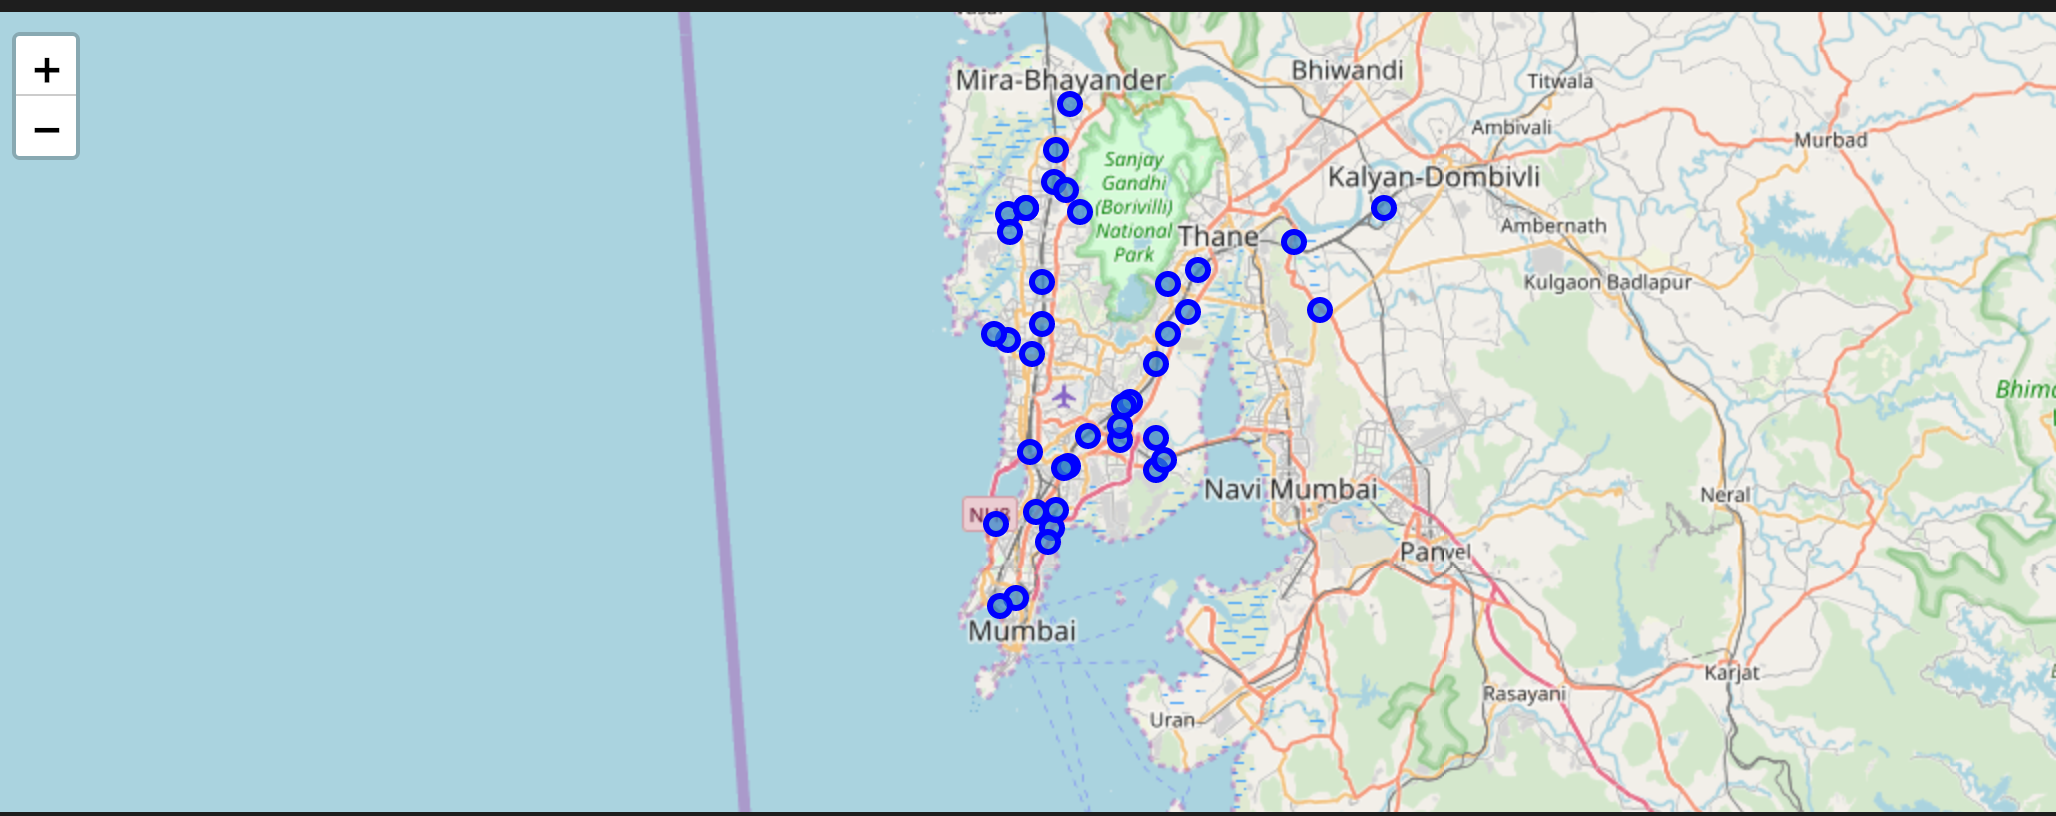 +
−
Mira-Bhayander
Bhiwandi
Titwala
Ambivali
Murbad
Sanjay
Gandhi
(Borivilli)
National
Park
Kalyan-Dombivli
Thane
Ambernath
Kulgaon Badlapur
Navi Mumbai
Neral
Panvel
Mumbai
Karjat
Rasayani
Uran